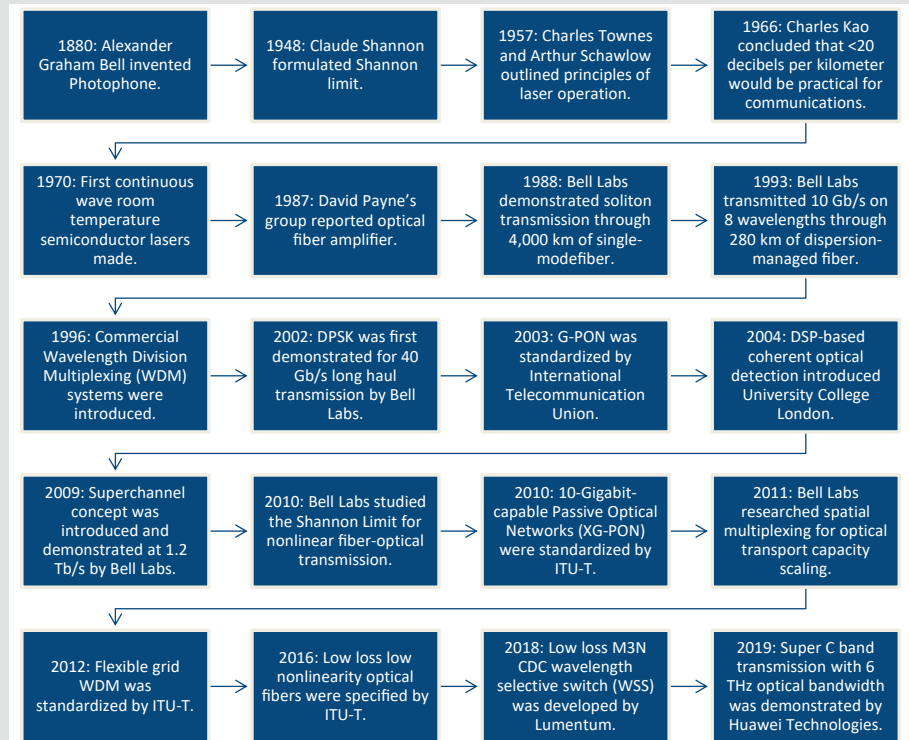 1880: Alexander
Graham Bell invented
Photophone.
1948: Claude Shannon
formulated Shannon
limit.
1957: Charles Townes
and Arthur Schawlow
outlined principles of
laser operation.
1966: Charles Kao
concluded that <20
decibels per kilometer
would be practical for
communications.
1970: First continuous
wave room
temperature
semiconductor lasers
made.
1987: David Payne’s
group reported optical
fiber amplifier.
1988: Bell Labs
demonstrated soliton
transmission through
4,000 km of single-
modefiber.
1993: Bell Labs
transmitted 10 Gb/s on
8 wavelengths through
280 km of dispersion-
managed fiber.
1996: Commercial
Wavelength Division
Multiplexing (WDM)
systems were
introduced.
2002: DPSK was first
demonstrated for 40
Gb/s long haul
transmission by Bell
Labs.
2003: G-PON was
standardized by
International
Telecommunication
Union.
2004: DSP-based
coherent optical
detection introduced
University College
London.
2009: Superchannel
concept was
introduced and
demonstrated at 1.2
Tb/s by Bell Labs.
2010: Bell Labs studied
the Shannon Limit for
nonlinear fiber-optical
transmission.
2010: 10-Gigabit-
capable Passive Optical
Networks (XG-PON)
were standardized by
ITU-T.
2011: Bell Labs
researched spatial
multiplexing for optical
transport capacity
scaling.
2012: Flexible grid
WDM was
standardized by ITU-T.
2016: Low loss low
nonlinearity optical
fibers were specified by
ITU-T.
2018: Low loss M3N
CDC wavelength
selective switch (WSS)
was developed by
Lumentum.
2019: Super C band
transmission with 6
THz optical bandwidth
was demonstrated by
Huawei Technologies.